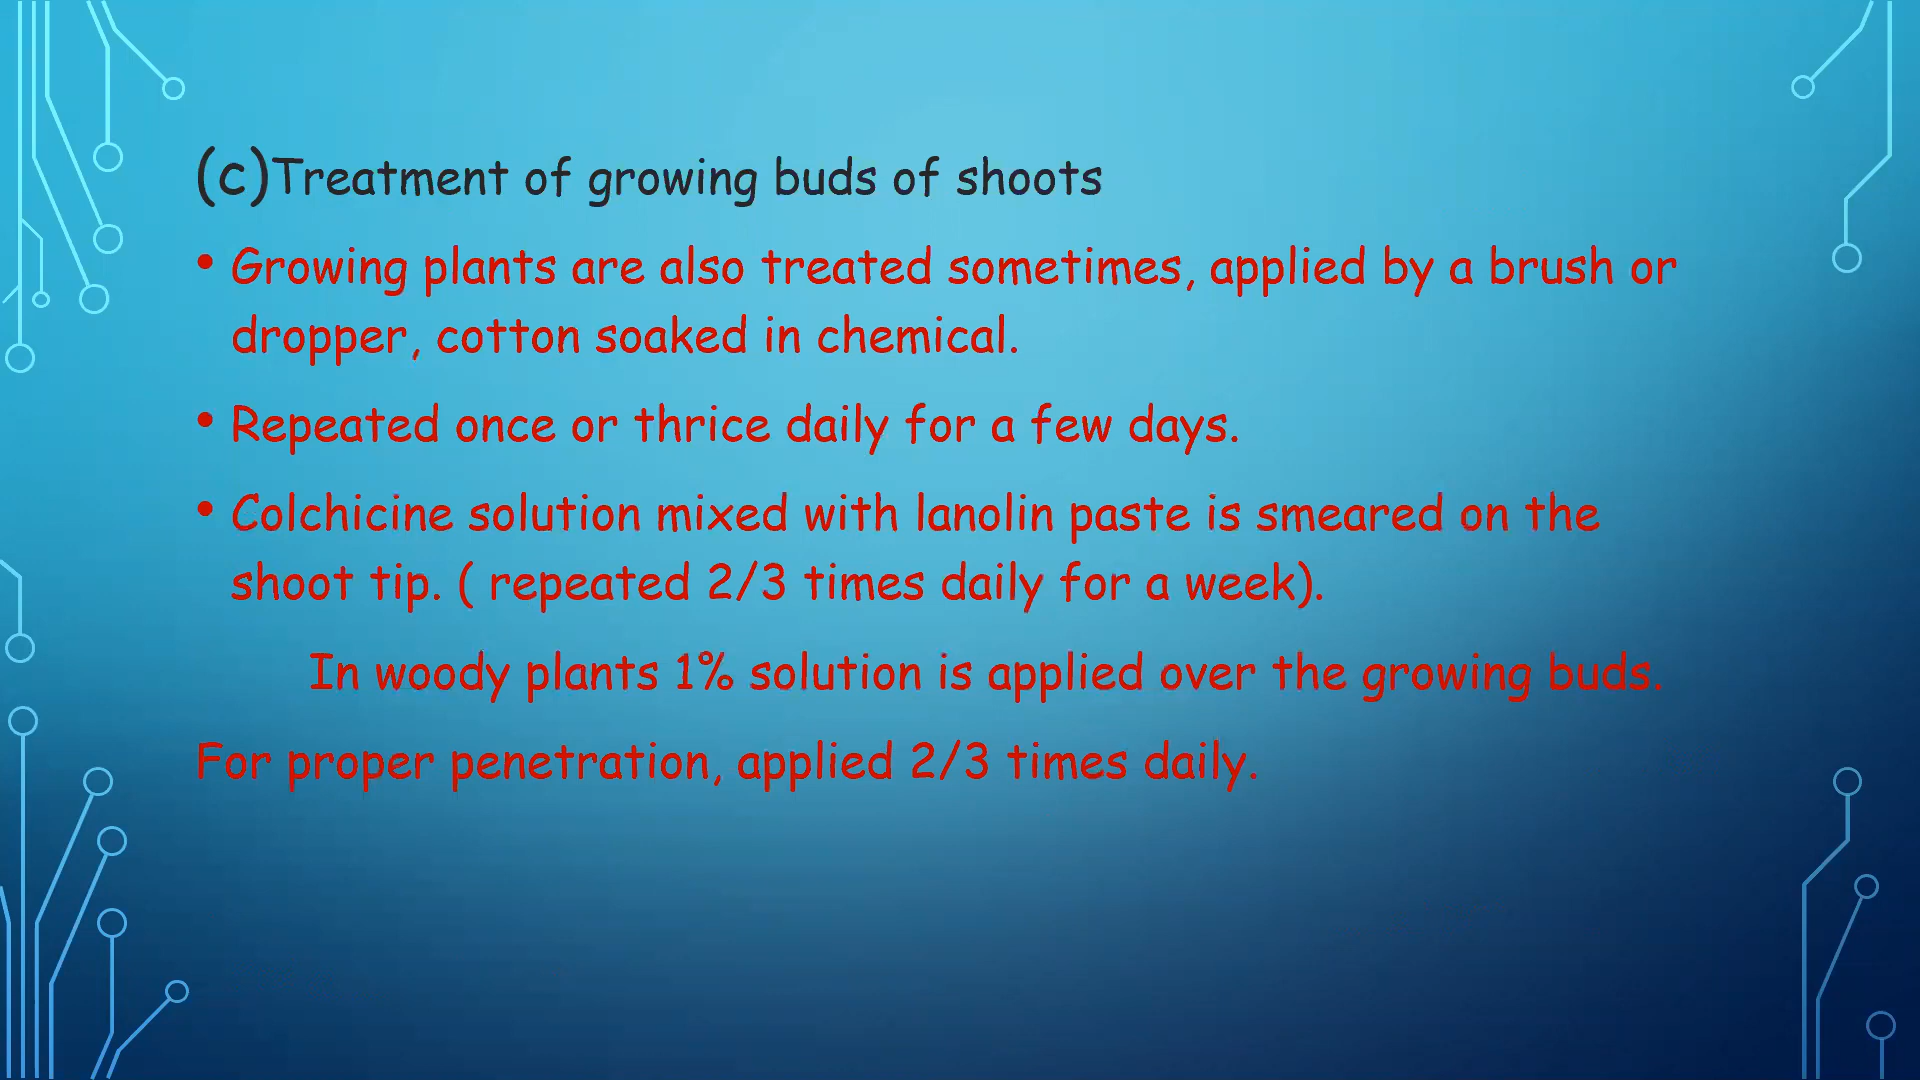 (c)Treatment of growing buds of shoots
• Growing plants are also treated sometimes, applied by a brush or
dropper, cotton soaked in chemical.
• Repeated once or thrice daily for a few days.
• Colchicine solution mixed with lanolin paste is smeared on the
shoot tip. ( repeated 2/3 times daily for a week).
In woody plants 1% solution is applied over the growing buds.
For proper penetration, applied 2/3 times daily.